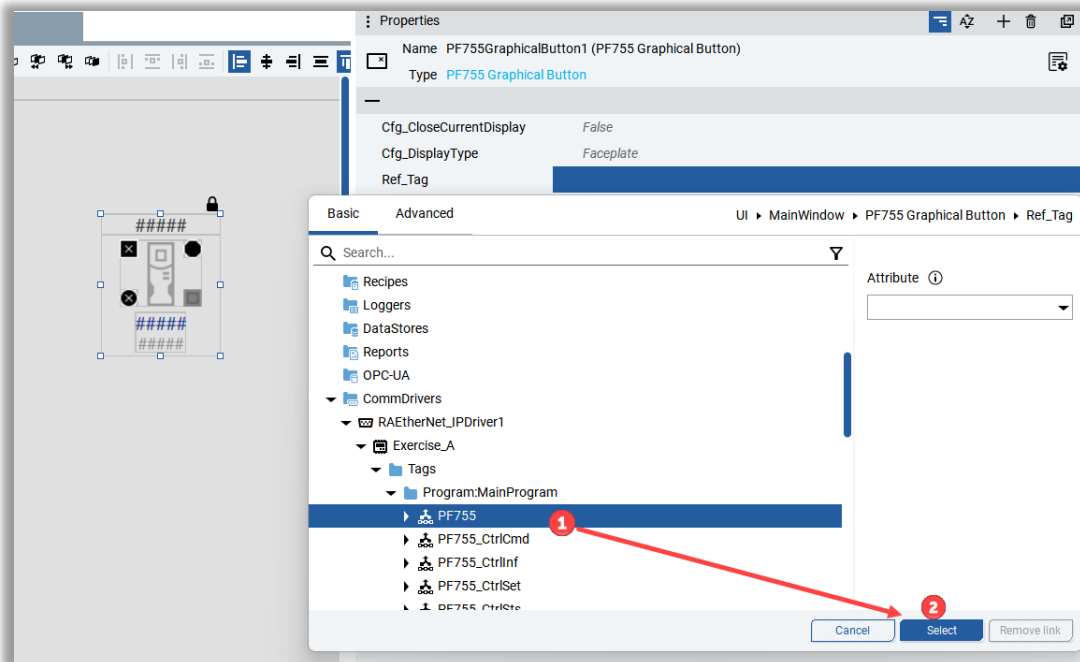 Properties
Name PF755GraphicalButton1 (PF755 Graphical Button)
Type PF755 Graphical Button
Cfg_CloseCurrentDisplay False
Cfg_DisplayType Faceplate
Ref_Tag
Basic Advanced UI MainWindow PF755 Graphical Button Ref_Tag
Search...
Attribute
Recipes
Loggers
DataStores
Reports
OPC-UA
CommDrivers
RAEtherNet_IPDriver1
Exercise_A
Tags
Program:MainProgram
PF755
PF755_CtrlCmd
PF755_CtrlInf
PF755_CtrlSet
PF755_CtrlSts
1
2
Cancel Select Remove link
#####
#####
#####